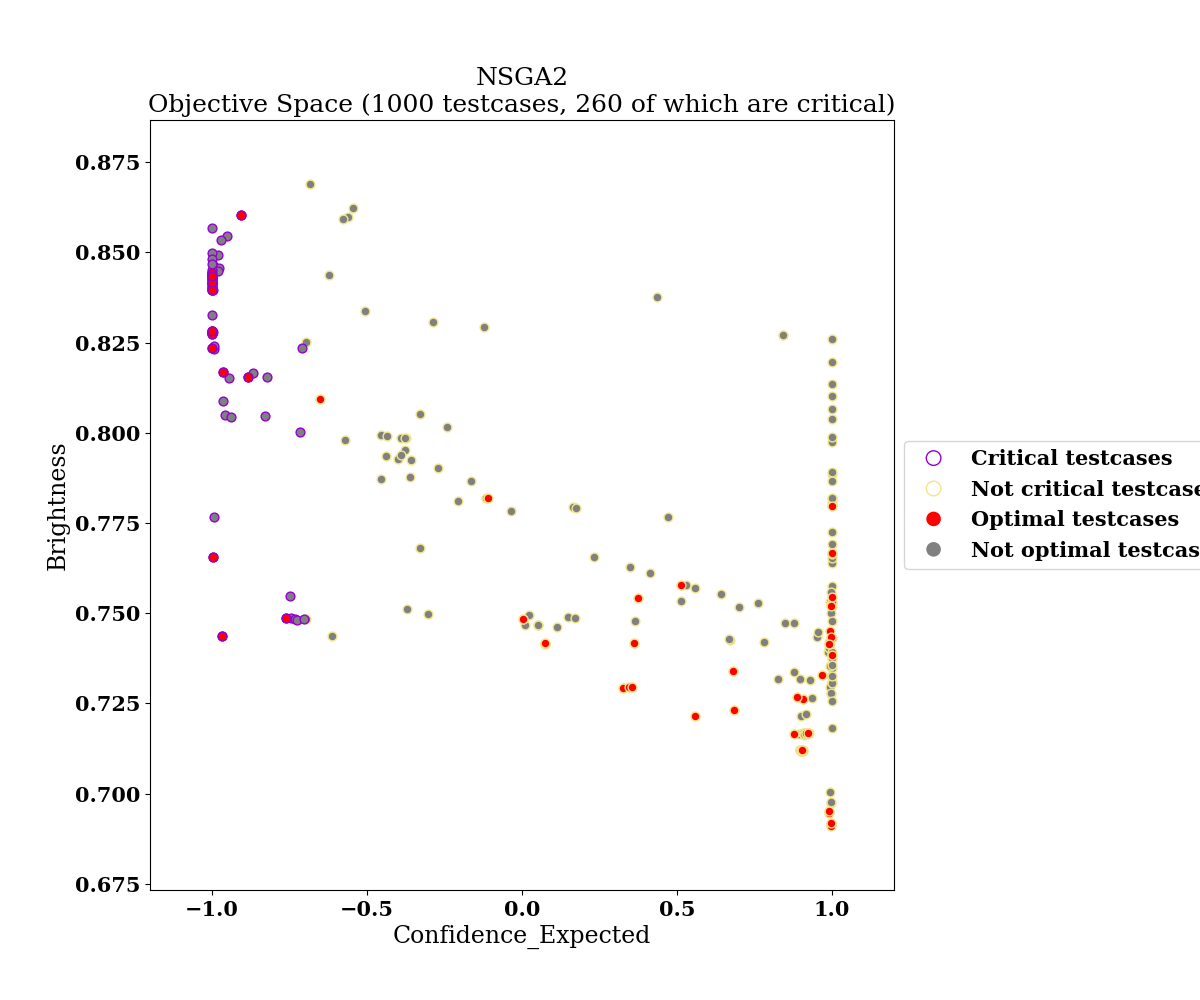 NSGA2
Objective Space (1000 testcases, 260 of which are critical)
0.875
0.850
0.825
0.800
0.775
0.750
0.725
0.700
0.675
Brightness
−1.0
−0.5
0.0
0.5
1.0
Confidence_Expected
Critical testcases
Not critical testcase
Optimal testcases
Not optimal testcas